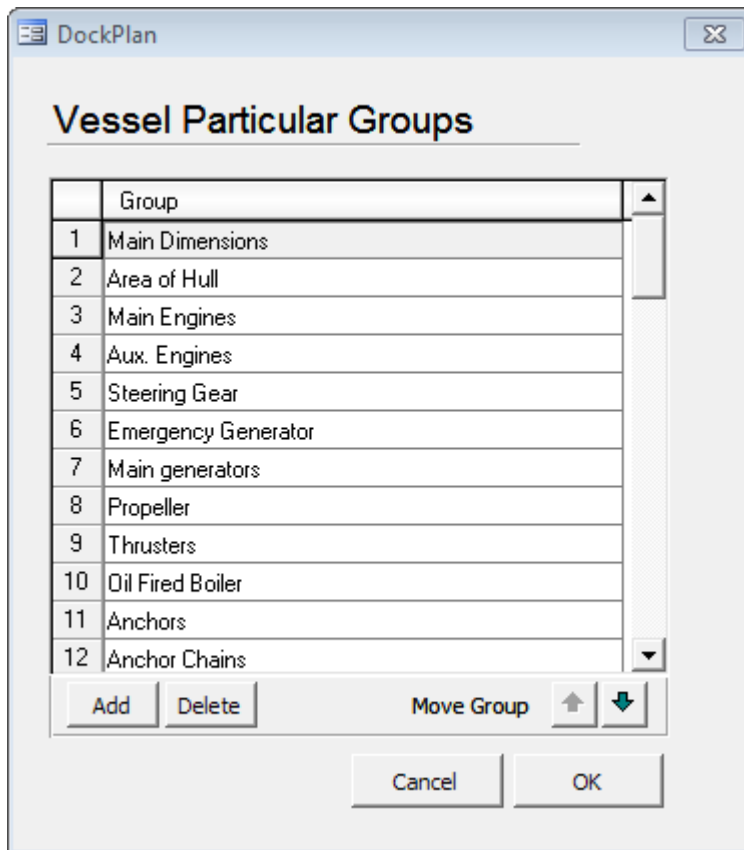 DockPlan
Vessel Particular Groups
Group
1 Main Dimensions
2 Area of Hull
3 Main Engines
4 Aux. Engines
5 Steering Gear
6 Emergency Generator
7 Main generators
8 Propeller
9 Thrusters
10 Oil Fired Boiler
11 Anchors
12 Anchor Chains
Add Delete Move Group
Cancel OK